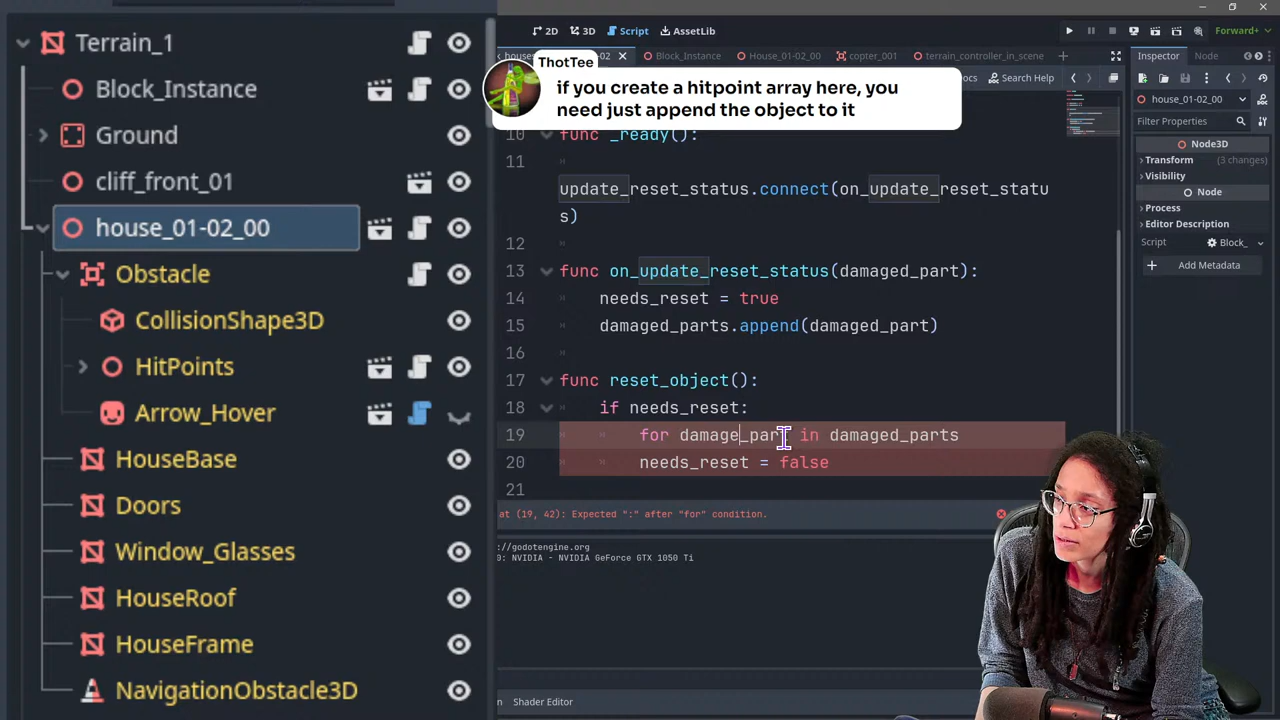 Terrain_1
Block_Instance
Ground
cliff_front_01
house_01-02_00
Obstacle
CollisionShape3D
HitPoints
Arrow_Hover
HouseBase
Doors
Window_Glasses
HouseRoof
HouseFrame
NavigationObstacle3D
2D 3D Script AssetLib
Forward+
Block_Instance House_01-02_00 copter_001 terrain_controller_in_scene
ThotTee
if you create a hitpoint array here, you
need just append the object to it
Docs Search Help
10 func _ready():
11
update_reset_status.connect(on_update_reset_statu
s)
12
13 func on_update_reset_status(damaged_part):
14 needs_reset = true
15 damaged_parts.append(damaged_part)
16
17 func reset_object():
18 if needs_reset:
19 for damage_part in damaged_parts
20 needs_reset = false
21
at (19, 42): Expected ":" after "for" condition.
://godotengine.org
0: NVIDIA - NVIDIA GeForce GTX 1050 Ti
Shader Editor
Inspector Node
house_01-02_00
Filter Properties
Node3D
Transform (3 changes)
Visibility
Node
Process
Editor Description
Script Block_
Add Metadata